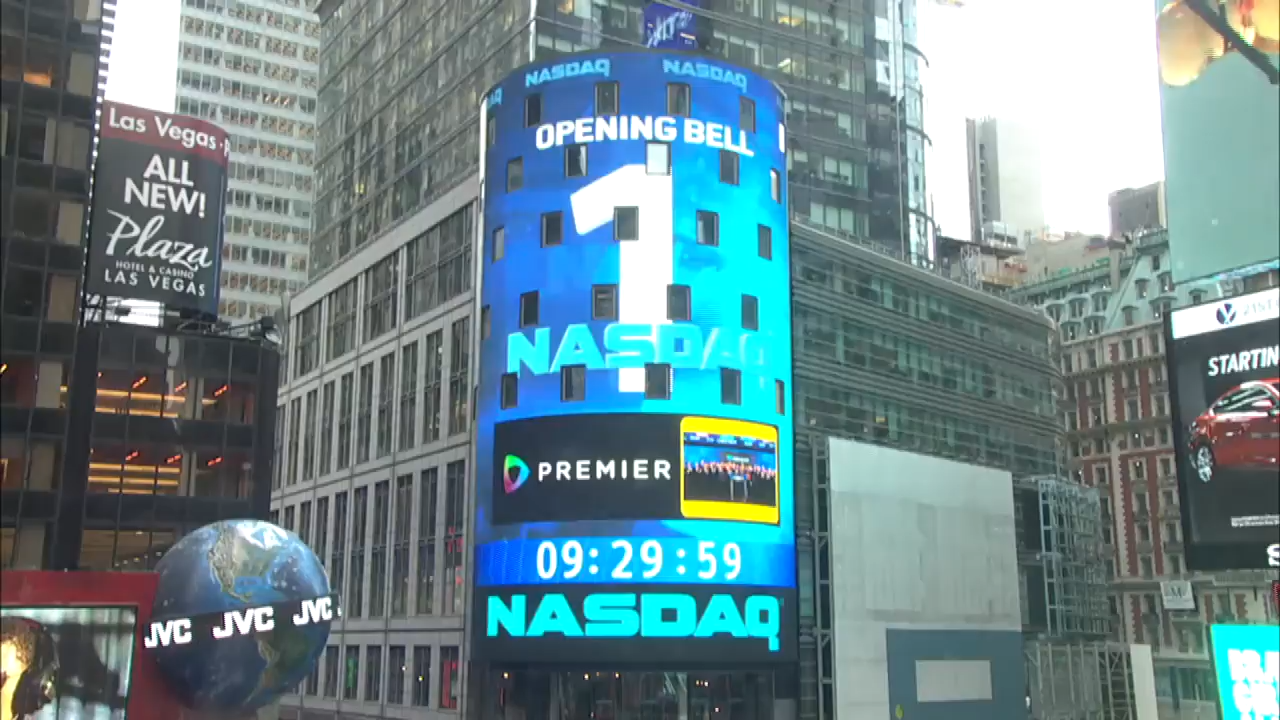 NASDAQ NASDAQ
OPENING BELL
1
NASDAQ
PREMIER
09:29:59
NASDAQ
Las Vegas
ALL
NEW!
Plaza
HOTEL & CASINO
LAS VEGAS
JVC JVC JVC
STARTIN
S